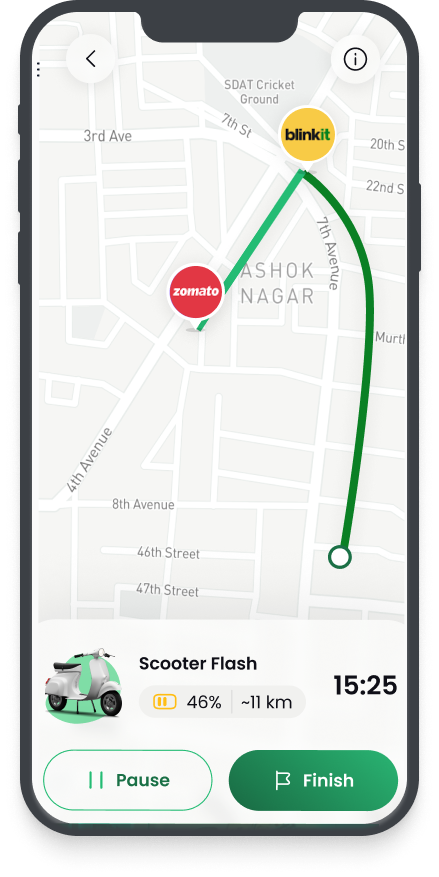 SDAT Cricket
Ground
7th St
blinkit
3rd Ave
20th S
22nd S
7th Avenue
ASHOK
NAGAR
zomato
Murth
4th Avenue
8th Avenue
46th Street
47th Street
Scooter Flash
46%
~11 km
15:25
Pause
Finish